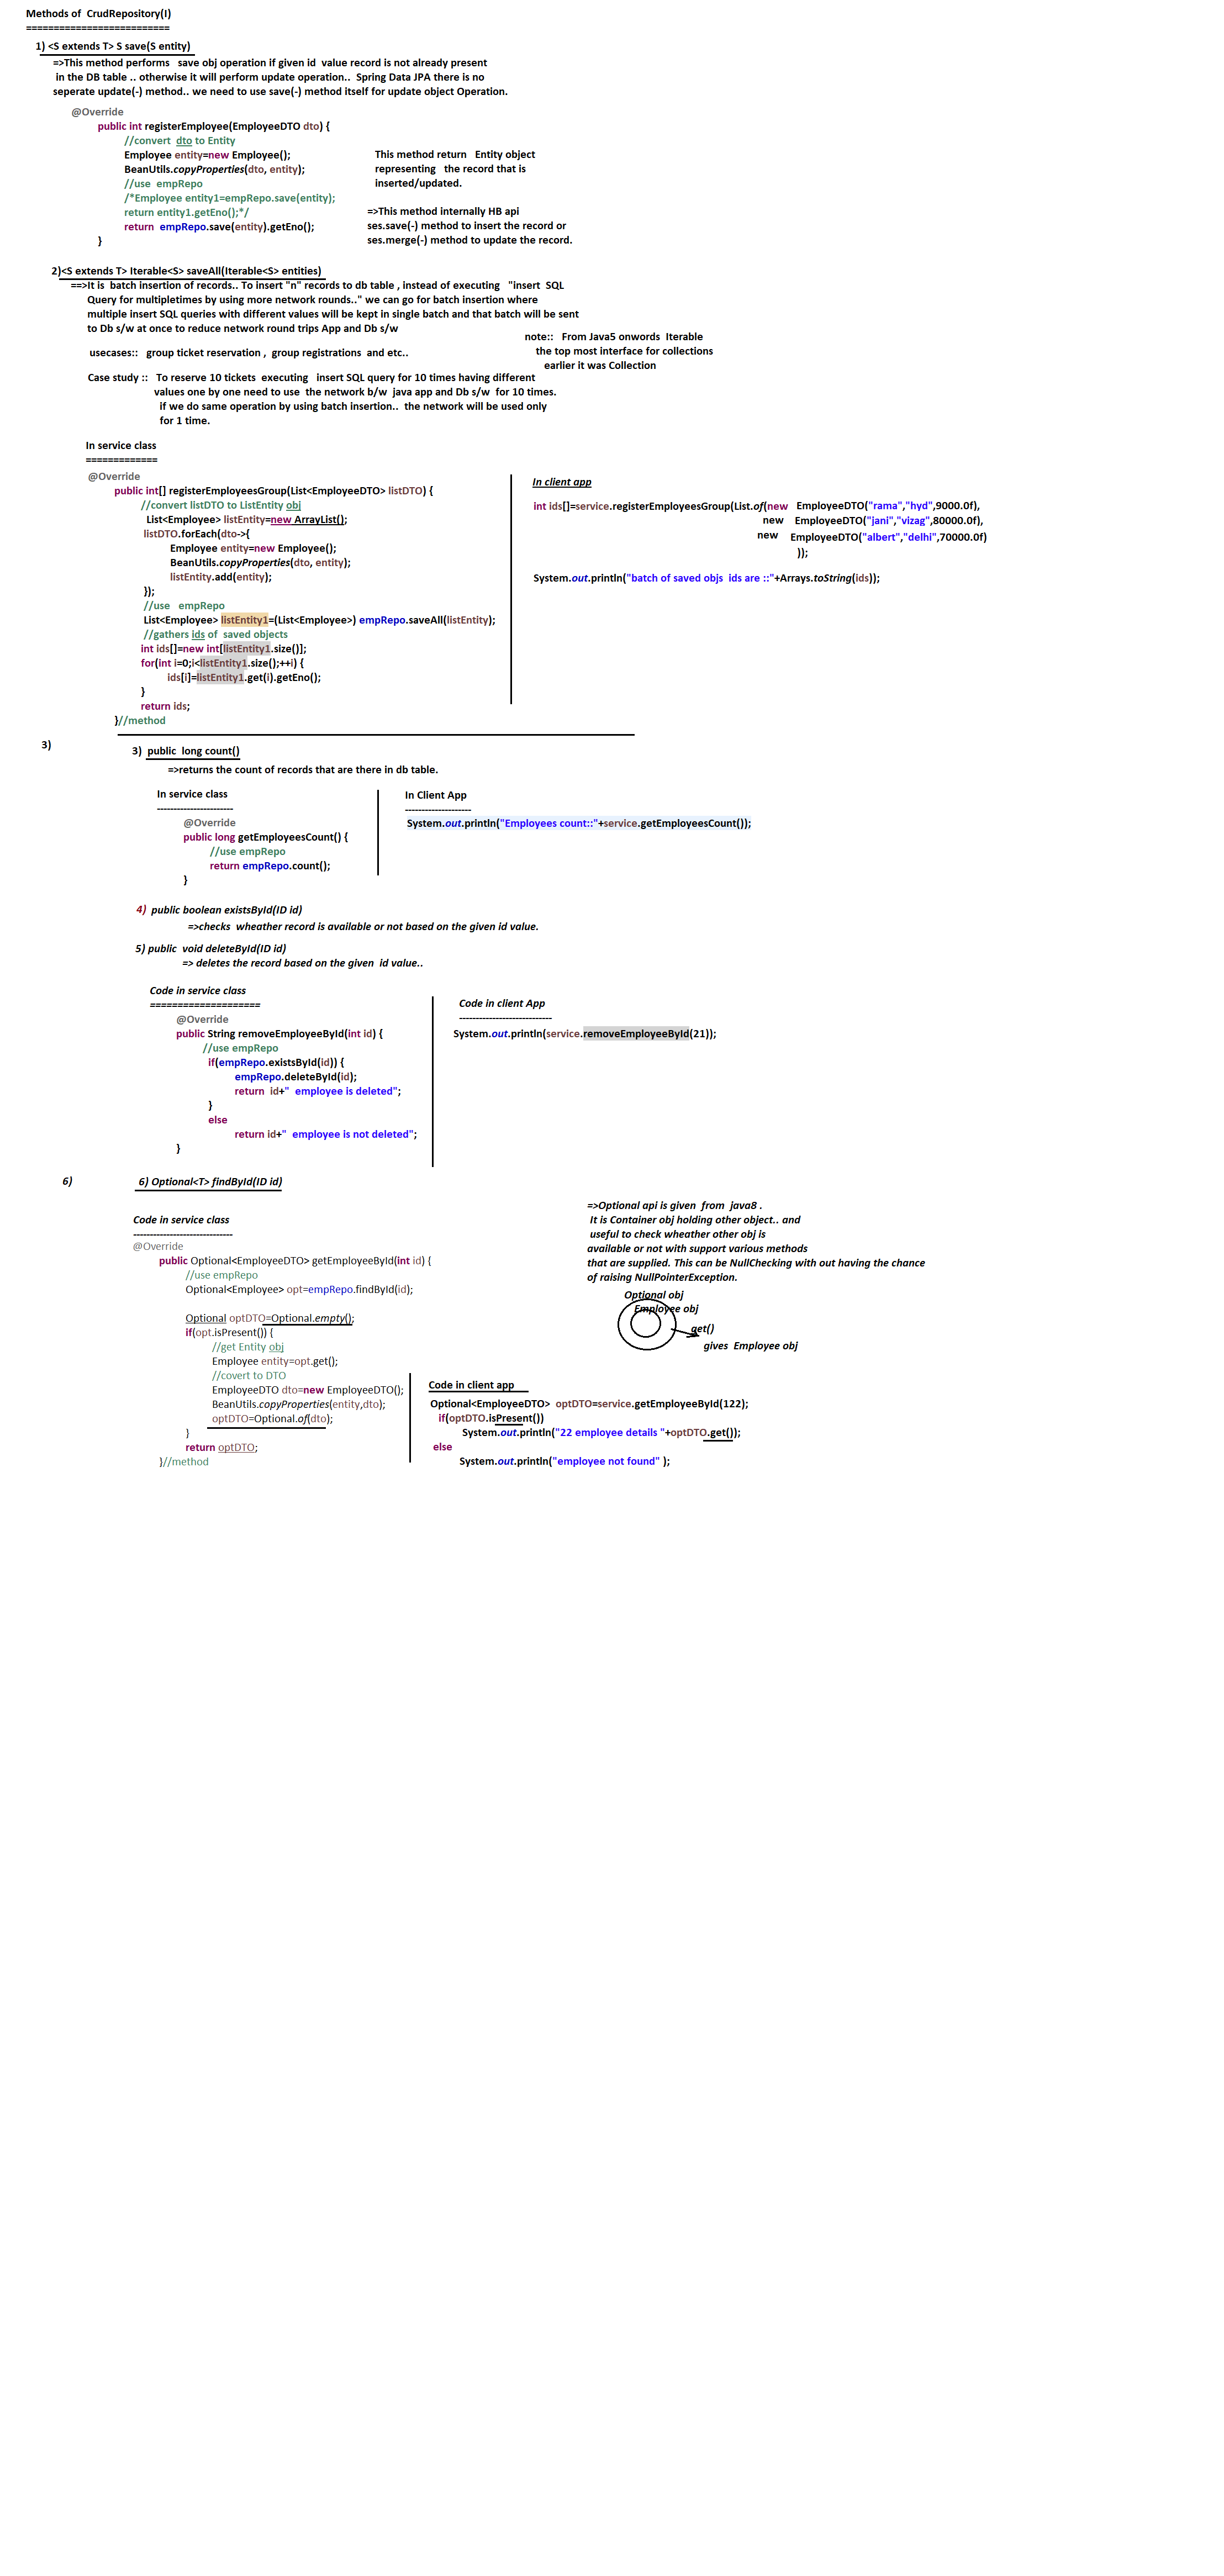 Methods of  CrudRepository(I)
==========================
1) <S extends T> S save(S entity)
=>This method performs   save obj operation if given id  value record is not already present
in the DB table .. otherwise it will perform update operation..  Spring Data JPA there is no
seperate update(-) method.. we need to use save(-) method itself for update object Operation.
@Override
public int registerEmployee(EmployeeDTO dto) {
//convert  dto to Entity
Employee entity=new Employee();
BeanUtils.copyProperties(dto, entity);
//use  empRepo
/*Employee entity1=empRepo.save(entity);
return entity1.getEno();*/
return  empRepo.save(entity).getEno();
}
This method return   Entity object
representing   the record that is
inserted/updated.
=>This method internally HB api
ses.save(-) method to insert the record or
ses.merge(-) method to update the record.
2)<S extends T> Iterable<S> saveAll(Iterable<S> entities)
==>It is  batch insertion of records.. To insert "n" records to db table , instead of executing   "insert  SQL
Query for multipletimes by using more network rounds.." we can go for batch insertion where
multiple insert SQL queries with different values will be kept in single batch and that batch will be sent
to Db s/w at once to reduce network round trips App and Db s/w
note::   From Java5 onwords  Iterable
the top most interface for collections
earlier it was Collection
usecases::   group ticket reservation ,  group registrations  and etc..
Case study ::   To reserve 10 tickets  executing   insert SQL query for 10 times having different
values one by one need to use  the network b/w  java app and Db s/w  for 10 times.
if we do same operation by using batch insertion..  the network will be used only
for 1 time.
In service class
=============
@Override
public int[] registerEmployeesGroup(List<EmployeeDTO> listDTO) {
//convert listDTO to ListEntity obj
List<Employee> listEntity=new ArrayList();
listDTO.forEach(dto->{
Employee entity=new Employee();
BeanUtils.copyProperties(dto, entity);
listEntity.add(entity);
});
//use   empRepo
List<Employee> listEntity1=(List<Employee>) empRepo.saveAll(listEntity);
//gathers ids of  saved objects
int ids[]=new int[listEntity1.size()];
for(int i=0;i<listEntity1.size();++i) {
ids[i]=listEntity1.get(i).getEno();
}
return ids;
}//method
In client app
int ids[]=service.registerEmployeesGroup(List.of(new   EmployeeDTO("rama","hyd",9000.0f),
new   EmployeeDTO("jani","vizag",80000.0f),
new   EmployeeDTO("albert","delhi",70000.0f)
));
System.out.println("batch of saved objs  ids are ::"+Arrays.toString(ids));
3)
3)  public  long count()
=>returns the count of records that are there in db table.
In service class
-----------------------
@Override
public long getEmployeesCount() {
//use empRepo
return empRepo.count();
}
In Client App
--------------------
System.out.println("Employees count::"+service.getEmployeesCount());
4)  public boolean existsById(ID id)
=>checks  wheather record is available or not based on the given id value.
5) public  void deleteById(ID id)
=> deletes the record based on the given  id value..
Code in service class
====================
@Override
public String removeEmployeeById(int id) {
//use empRepo
if(empRepo.existsById(id)) {
empRepo.deleteById(id);
return  id+"  employee is deleted";
}
else
return id+"  employee is not deleted";
}
Code in client App
----------------------------
System.out.println(service.removeEmployeeById(21));
6)
6) Optional<T> findById(ID id)
Code in service class
------------------------------
@Override
public Optional<EmployeeDTO> getEmployeeById(int id) {
//use empRepo
Optional<Employee> opt=empRepo.findById(id);
Optional optDTO=Optional.empty();
if(opt.isPresent()) {
//get Entity obj
Employee entity=opt.get();
//covert to DTO
EmployeeDTO dto=new EmployeeDTO();
BeanUtils.copyProperties(entity,dto);
optDTO=Optional.of(dto);
}
return optDTO;
}//method
=>Optional api is given  from  java8 .
It is Container obj holding other object.. and
useful to check wheather other obj is
available or not with support various methods
that are supplied. This can be NullChecking with out having the chance
of raising NullPointerException.
Optional obj
Employee obj
get()
gives  Employee obj
Code in client app
Optional<EmployeeDTO>  optDTO=service.getEmployeeById(122);
if(optDTO.isPresent())
System.out.println("22 employee details "+optDTO.get());
else
System.out.println("employee not found" );